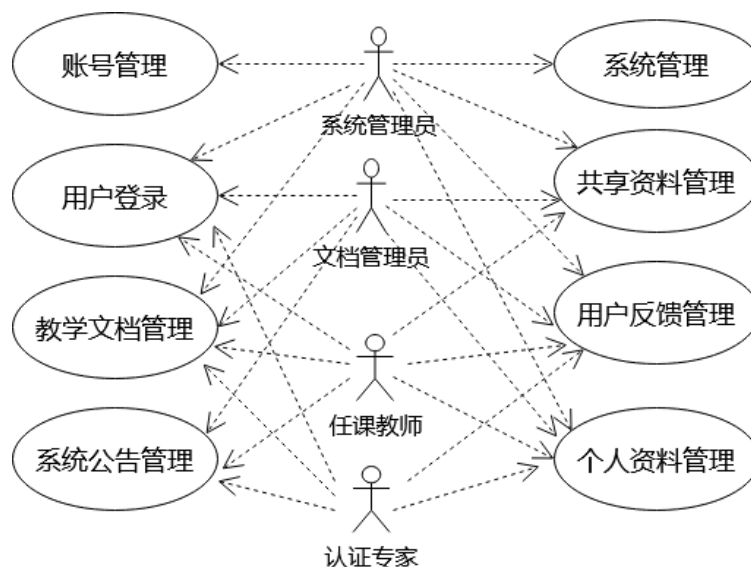 账号管理
系统管理
系统管理员
用户登录
共享资料管理
文档管理员
教学文档管理
用户反馈管理
任课教师
系统公告管理
个人资料管理
认证专家